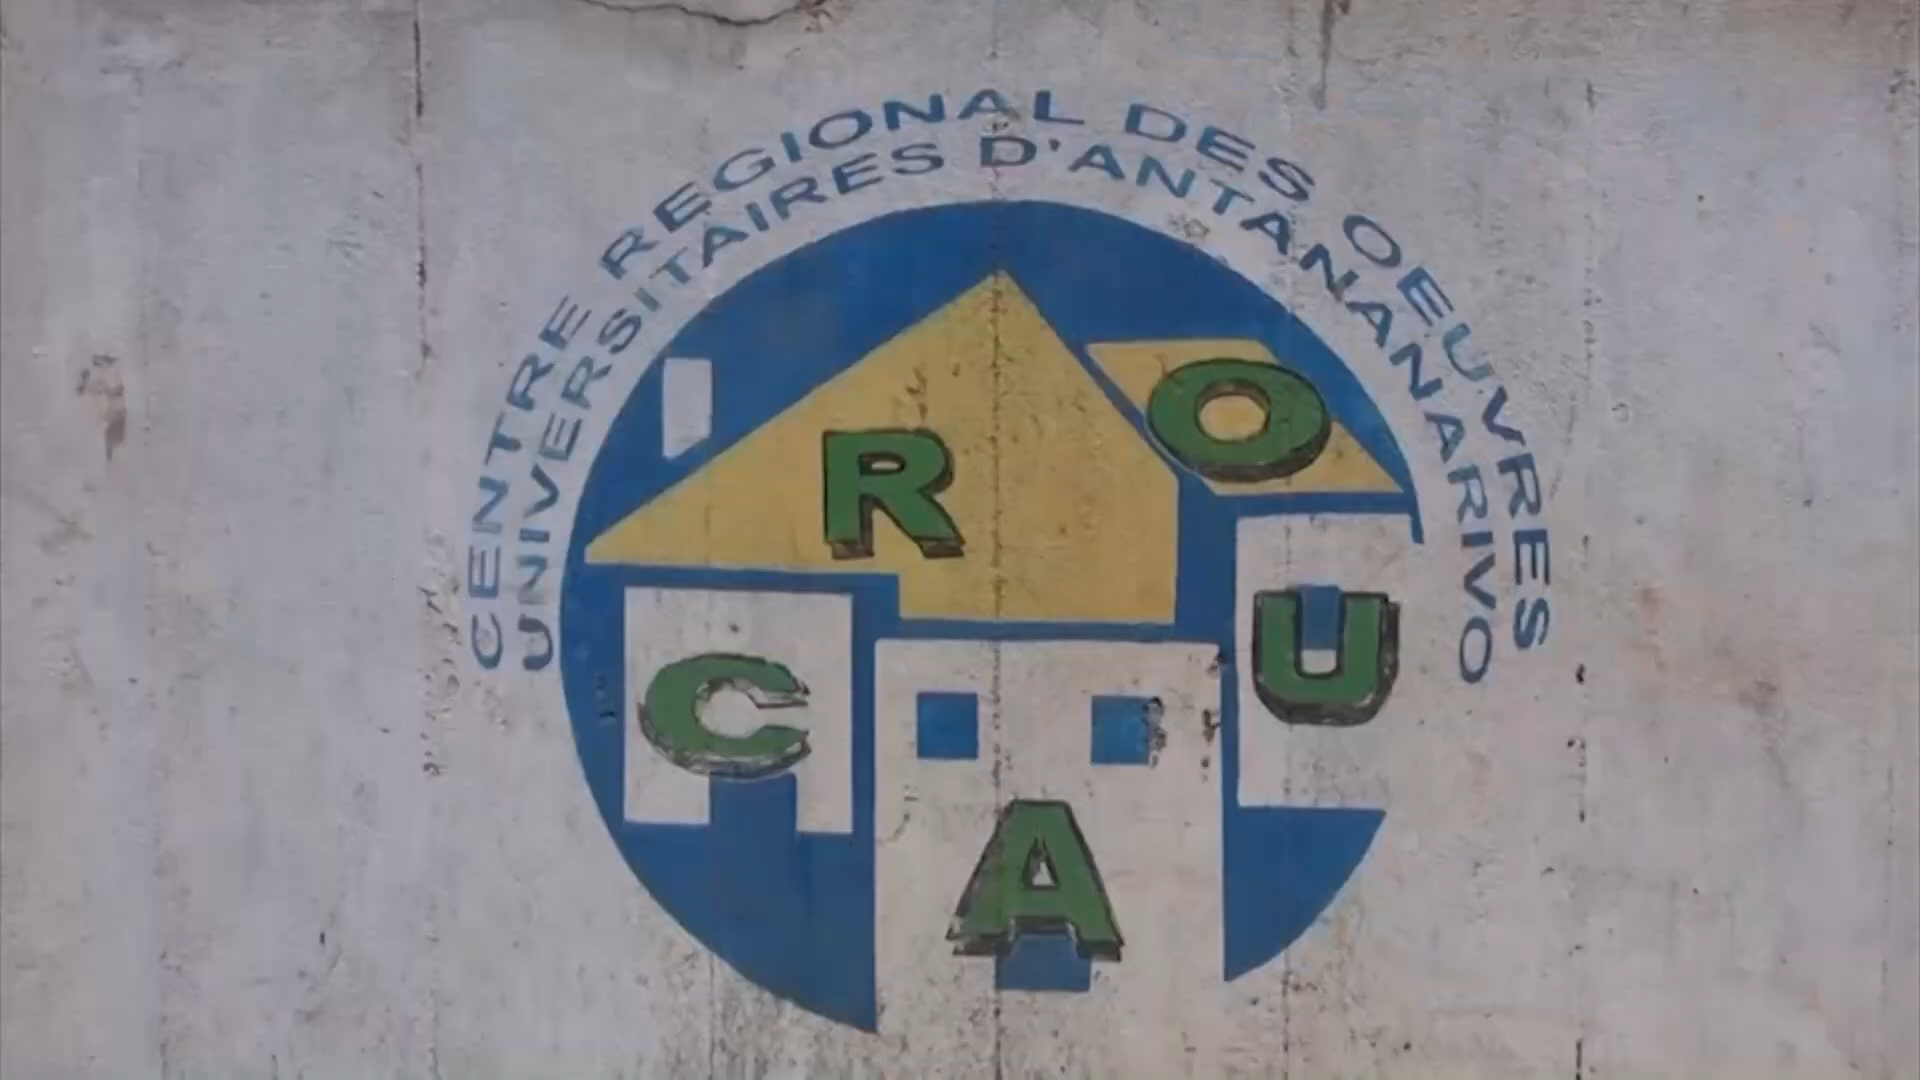 CENTRE REGIONAL DES OEUVRES
UNIVERSITAIRES D'ANTANANARIVO
R
O
C
U
A